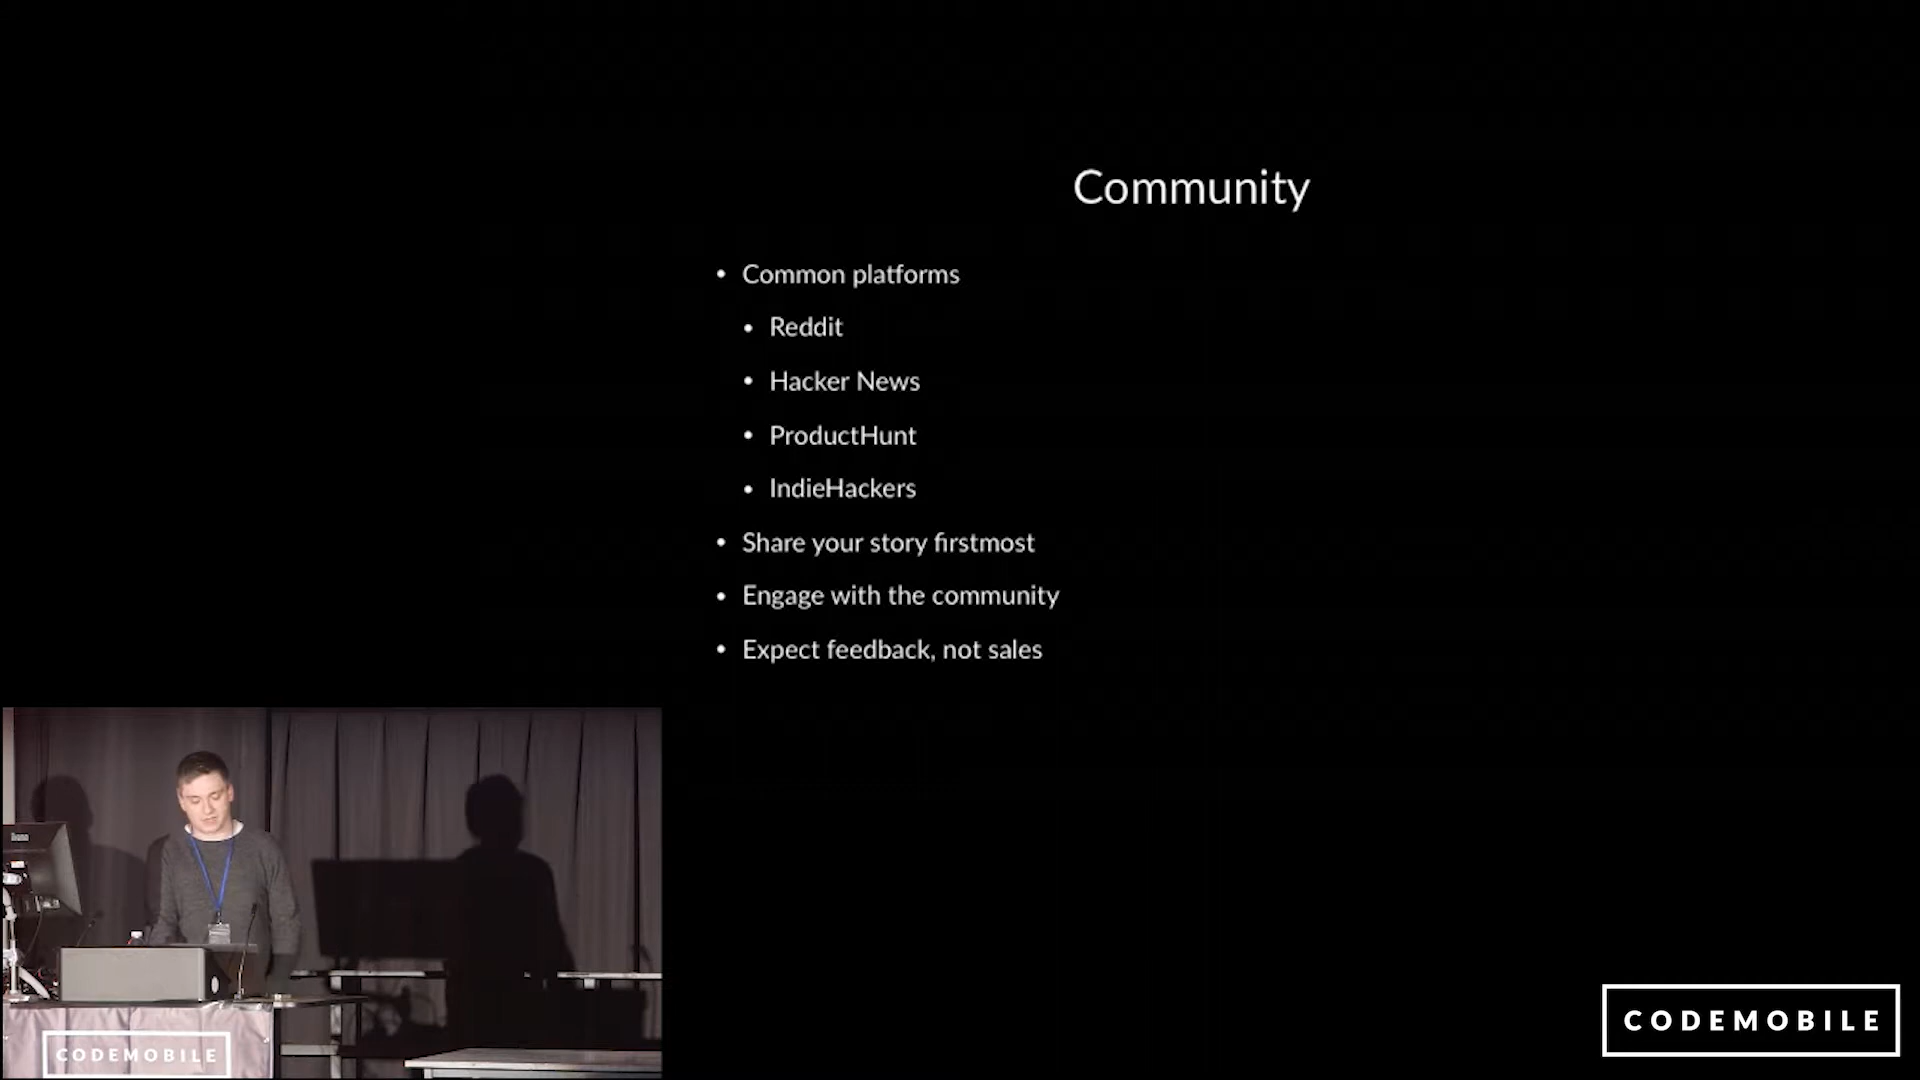 Community
• Common platforms
• Reddit
• Hacker News
• ProductHunt
• IndieHackers
• Share your story firstmost
• Engage with the community
• Expect feedback, not sales
CODEMOBILE
CODEMOBILE